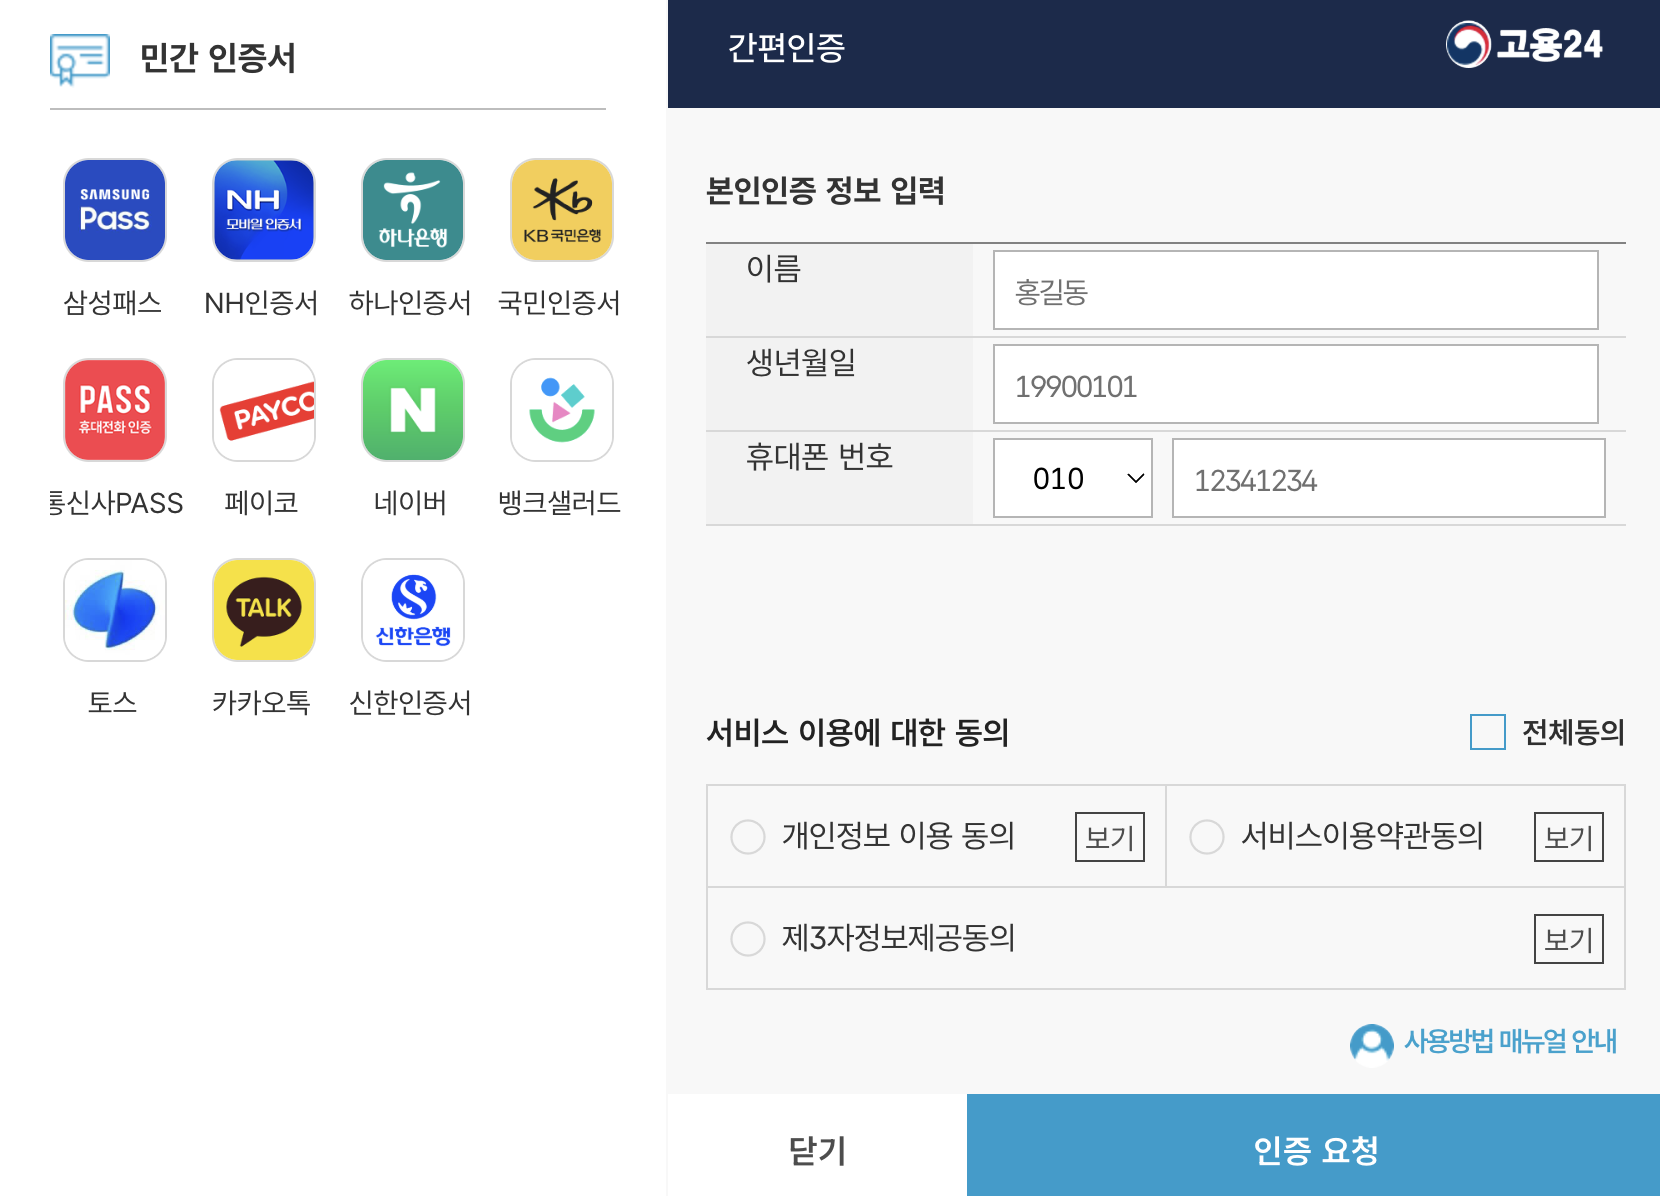 민간 인증서
SAMSUNG
Pass
NH
모바일 인증서
하나은행
KB 국민은행
삼성패스
NH인증서
하나인증서
국민인증서
PASS
휴대전화 인증
PAYCO
N
통신사PASS
페이코
네이버
뱅크샐러드
TALK
신한은행
토스
카카오톡
신한인증서
간편인증
고용24
본인인증 정보 입력
이름
홍길동
생년월일
19900101
휴대폰 번호
010
12341234
서비스 이용에 대한 동의
전체동의
개인정보 이용 동의
보기
서비스이용약관동의
보기
제3자정보제공동의
보기
사용방법 매뉴얼 안내
닫기
인증 요청